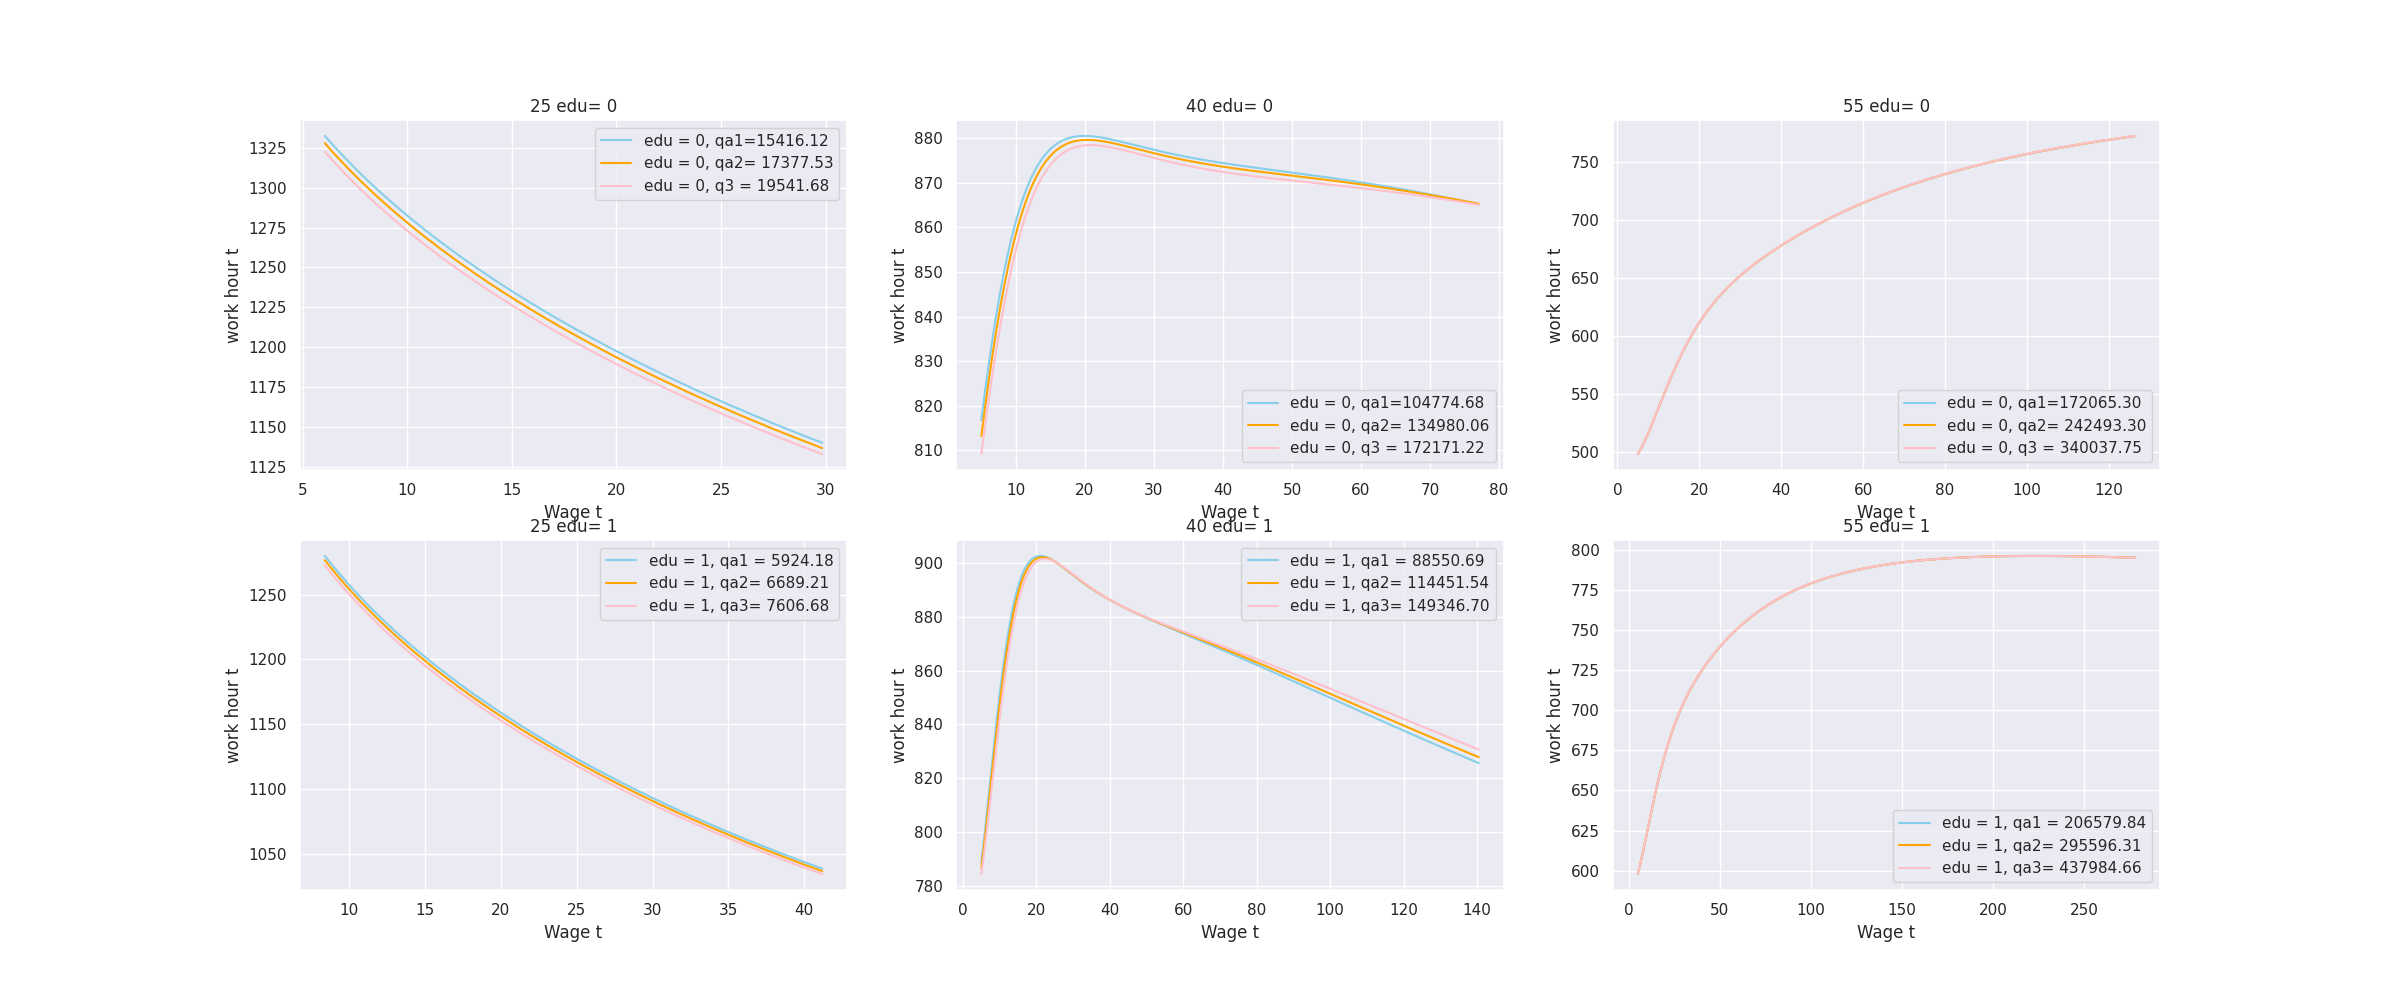 25 edu= 0
1325
1300
1275
1250
1225
1200
1175
1150
1125
work hour t
edu = 0, qa1=15416.12
edu = 0, qa2= 17377.53
edu = 0, q3 = 19541.68
5 10 15 20 25 30
Wage t
40 edu= 0
880
870
860
850
840
830
820
810
work hour t
edu = 0, qa1=104774.68
edu = 0, qa2= 134980.06
edu = 0, q3 = 172171.22
10 20 30 40 50 60 70 80
Wage t
55 edu= 0
750
700
650
600
550
500
work hour t
edu = 0, qa1=172065.30
edu = 0, qa2= 242493.30
edu = 0, q3 = 340037.75
0 20 40 60 80 100 120
Wage t
25 edu= 1
1250
1200
1150
1100
1050
work hour t
edu = 1, qa1 = 5924.18
edu = 1, qa2= 6689.21
edu = 1, qa3= 7606.68
10 15 20 25 30 35 40
Wage t
40 edu= 1
900
880
860
840
820
800
780
work hour t
edu = 1, qa1 = 88550.69
edu = 1, qa2= 114451.54
edu = 1, qa3= 149346.70
0 20 40 60 80 100 120 140
Wage t
55 edu= 1
800
775
750
725
700
675
650
625
600
work hour t
edu = 1, qa1 = 206579.84
edu = 1, qa2= 295596.31
edu = 1, qa3= 437984.66
0 50 100 150 200 250
Wage t